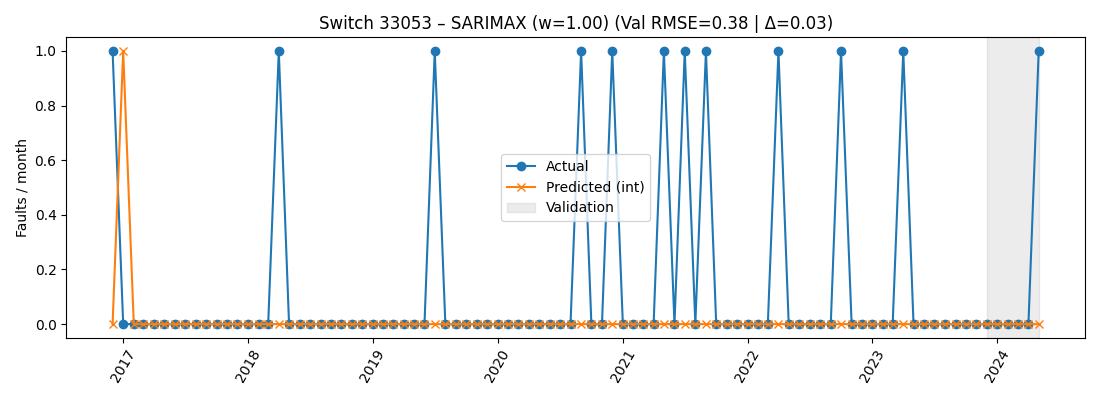 Switch 33053 – SARIMAX (w=1.00) (Val RMSE=0.38 | Δ=0.03)
Faults / month
1.0
0.8
0.6
0.4
0.2
0.0
Actual
Predicted (int)
Validation
2017
2018
2019
2020
2021
2022
2023
2024